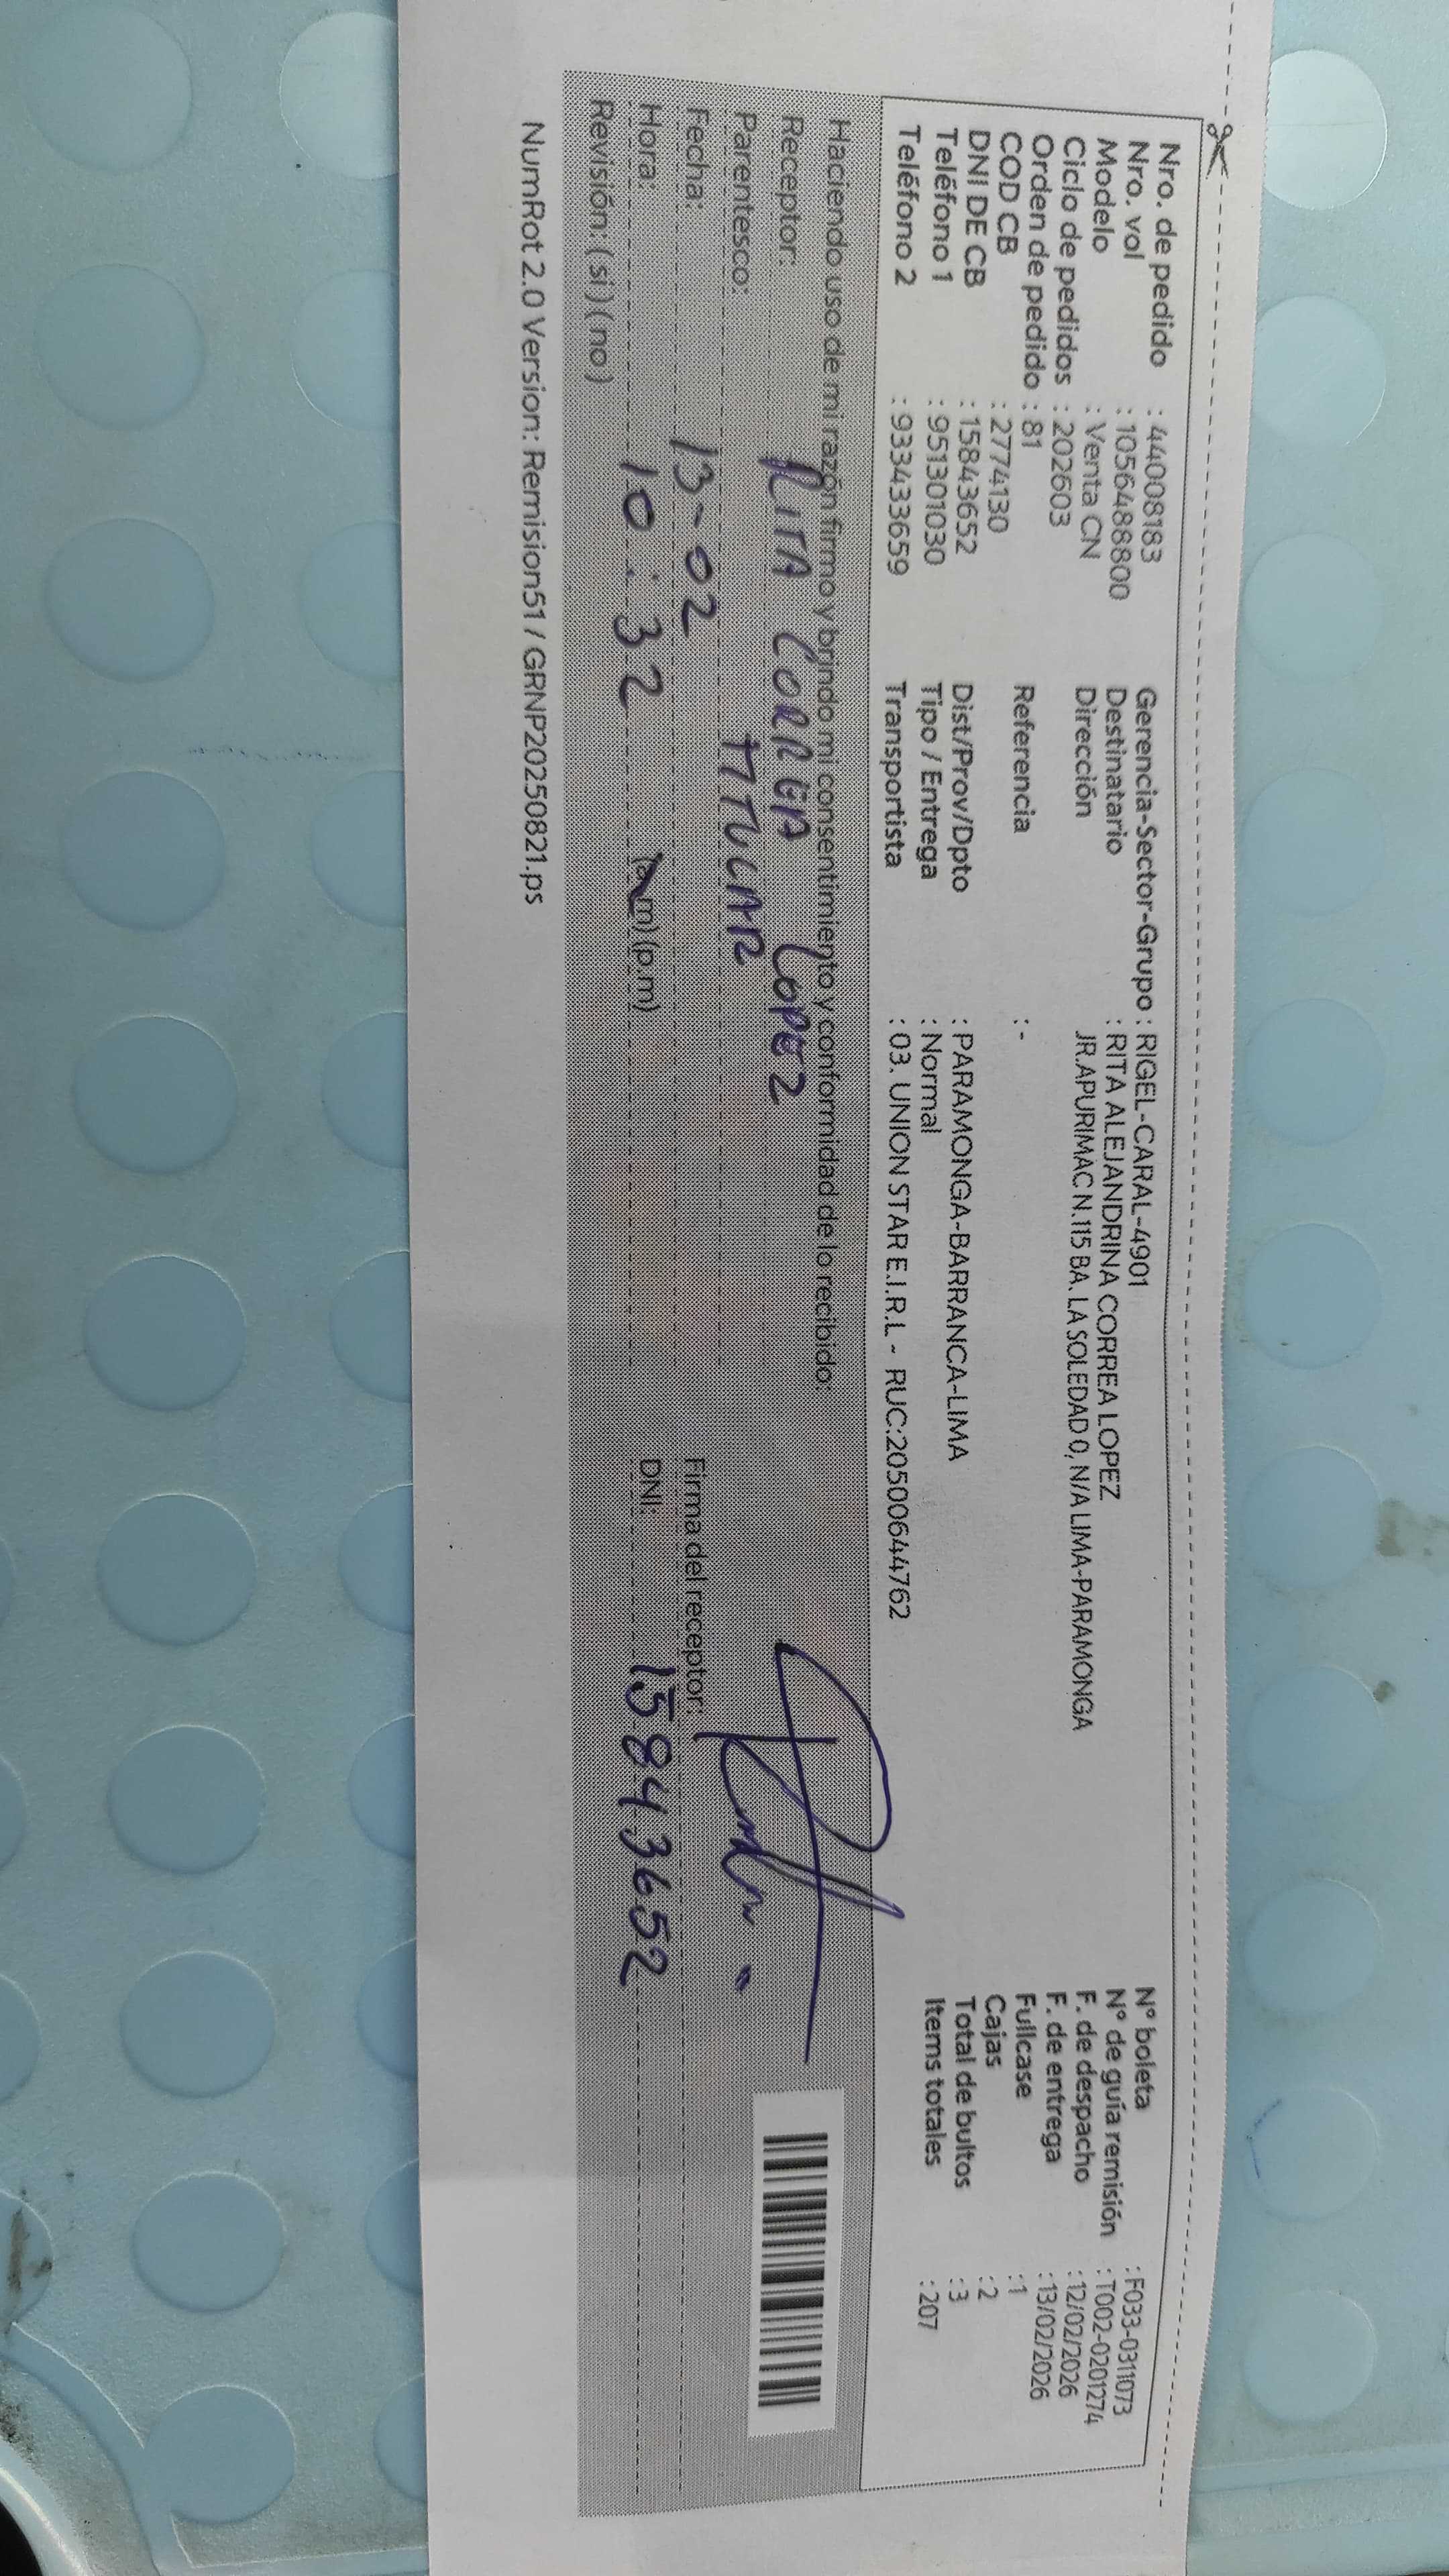 Nro. de pedido : 44008183
Nro. vol : 1056488800
Modelo : Venta CN
Ciclo de pedidos : 202603
Orden de pedido : 81
COD CB : 2774130
DNI DE CB : 15843652
Teléfono 1 : 951301030
Teléfono 2 : 933433659
Gerencia-Sector-Grupo : RIGEL-CARAL-4901
Destinatario : RITA ALEJANDRINA CORREA LOPEZ
Dirección JR.APURIMAC N.115 BA. LA SOLEDAD 0, N/A LIMA-PARAMONGA
Referencia : -
Dist/Prov/Dpto : PARAMONGA-BARRANCA-LIMA
Tipo / Entrega : Normal
Transportista : 03. UNION STAR E.I.R.L - RUC:20500644762
N° boleta : F033-0311073
N° de guía remisión : T002-0201274
F. de despacho : 12/02/2026
F. de entrega : 13/02/2026
Fullcase : 1
Cajas : 2
Total de bultos : 3
Items totales : 207
Haciendo uso de mi razón firmo y brindo mi consentimiento y conformidad de lo recibido:
Receptor: RITA CORREA LOPEZ
Parentesco: TITULAR
Fecha: 13-02
Hora: 10:32 (a.m) (p.m)
Revisión: ( si ) ( no )
Firma del receptor:
DNI: 15843652
NumRot 2.0 Version: Remision51 / GRNP20250821.ps